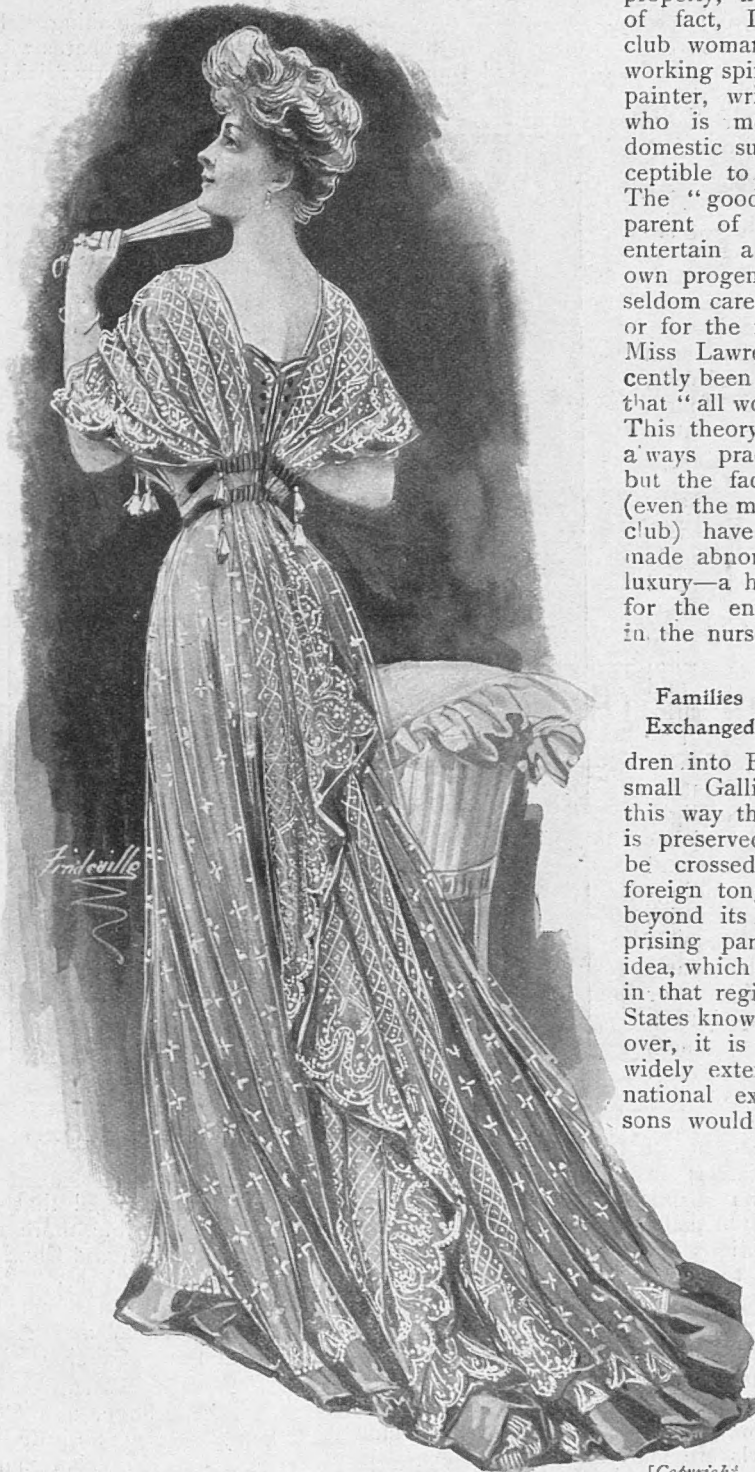 of fact, I
club woman
working spi
painter, wri
who is m
domestic su
ceptible to
The "good
parent of
entertain a
own progen
seldom care
or for the
Miss Lawr
cently been
that "all wo
This theory
a ways pra
but the fac
(even the m
club) have
made abnor
luxury—a h
for the en
in the nurs
Families
Exchanged
dren into
small Galli
this way th
is preserved
be crossed
foreign ton
beyond its
prising par
idea, which
in that regi
States know
over, it is
widely exte
national ex
sons would
[Copyright